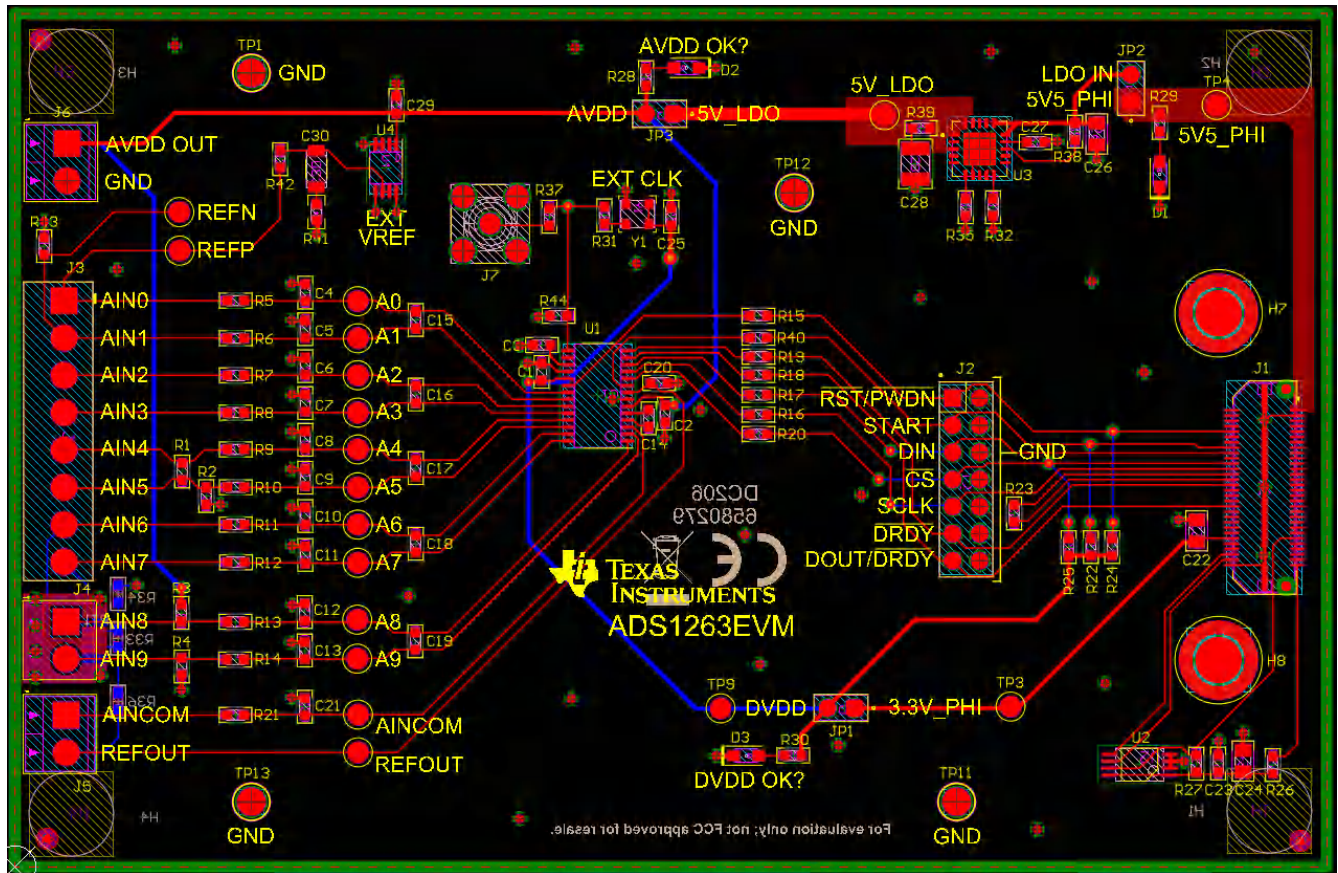 AVDD OK?
TP1
GND
H3
R28
D2
5V_LDO
JP2
LDO IN
5V5_PHI
H2
TP4
J6
C29
AVDD
5V_LDO
JP3
R39
C27
R38
C26
R29
5V5_PHI
AVDD OUT
C30
U4
GND
R42
TP12
GND
U3
C28
D1
EXT CLK
REFN
R41
EXT
VREF
R37
R31
Y1
C25
R32
REFP
J3
J7
AIN0
R5
C4
A0
C15
R44
U1
R15
H7
AIN1
R6
C5
A1
R40
AIN2
R7
C6
A2
C16
C20
R19
R18
J2
J1
AIN3
R8
C7
A3
C2
C14
R17
R16
R20
RST/PWDN
START
AIN4
R1
R9
C8
A4
C17
DIN
GND
AIN5
R2
R10
C9
A5
CS
AIN6
R11
C10
A6
C18
DC206
6580279
SCLK
R23
AIN7
R12
C11
A7
DRDY
DOUT/DRDY
R25
R22
R24
C22
TEXAS
INSTRUMENTS
ADS1263EVM
J4
R34
AIN8
R13
C12
A8
C19
R33
AIN9
R4
R14
C13
A9
H8
R36
AINCOM
R21
C21
AINCOM
TP9
DVDD
JP1
3.3V_PHI
TP3
REFOUT
REFOUT
D3
R30
DVDD OK?
U2
R27
C23
C24
R26
J5
TP13
GND
H4
TP11
GND
H1
For evaluation only; not FCC approved for resale.